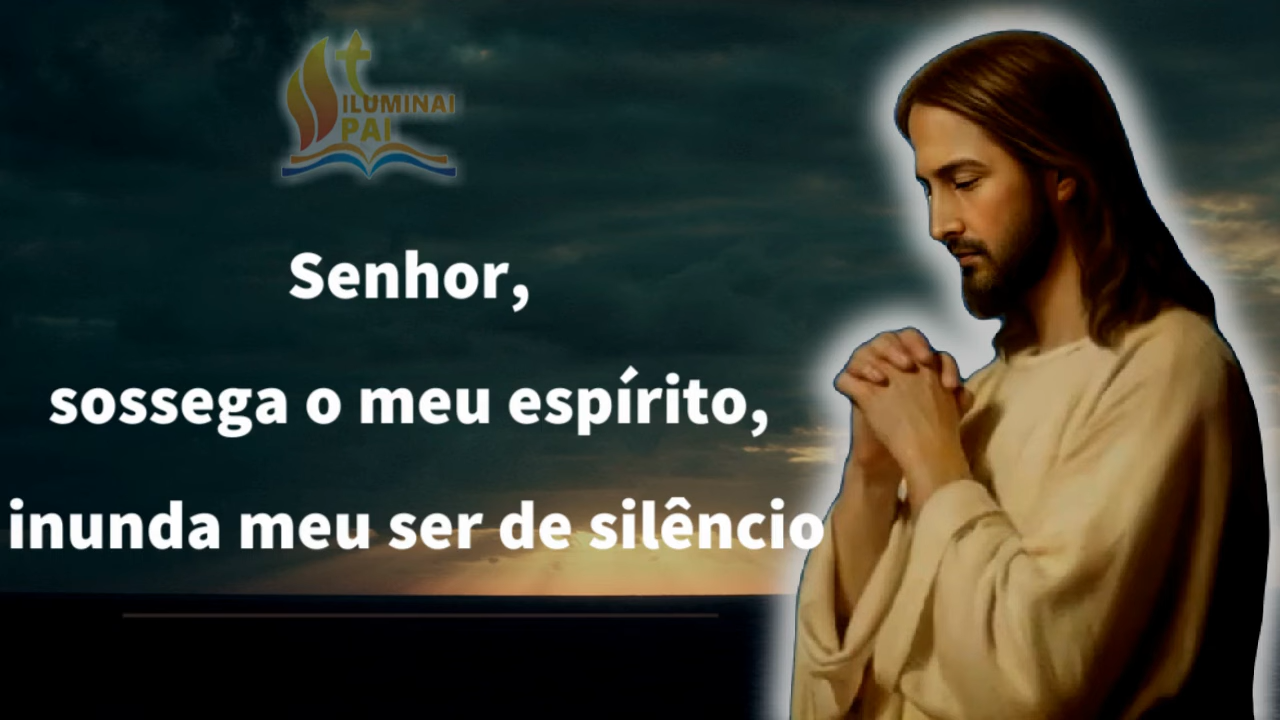 ILUMINAI
PAI
Senhor,
sossega o meu espírito,
inunda meu ser de silêncio